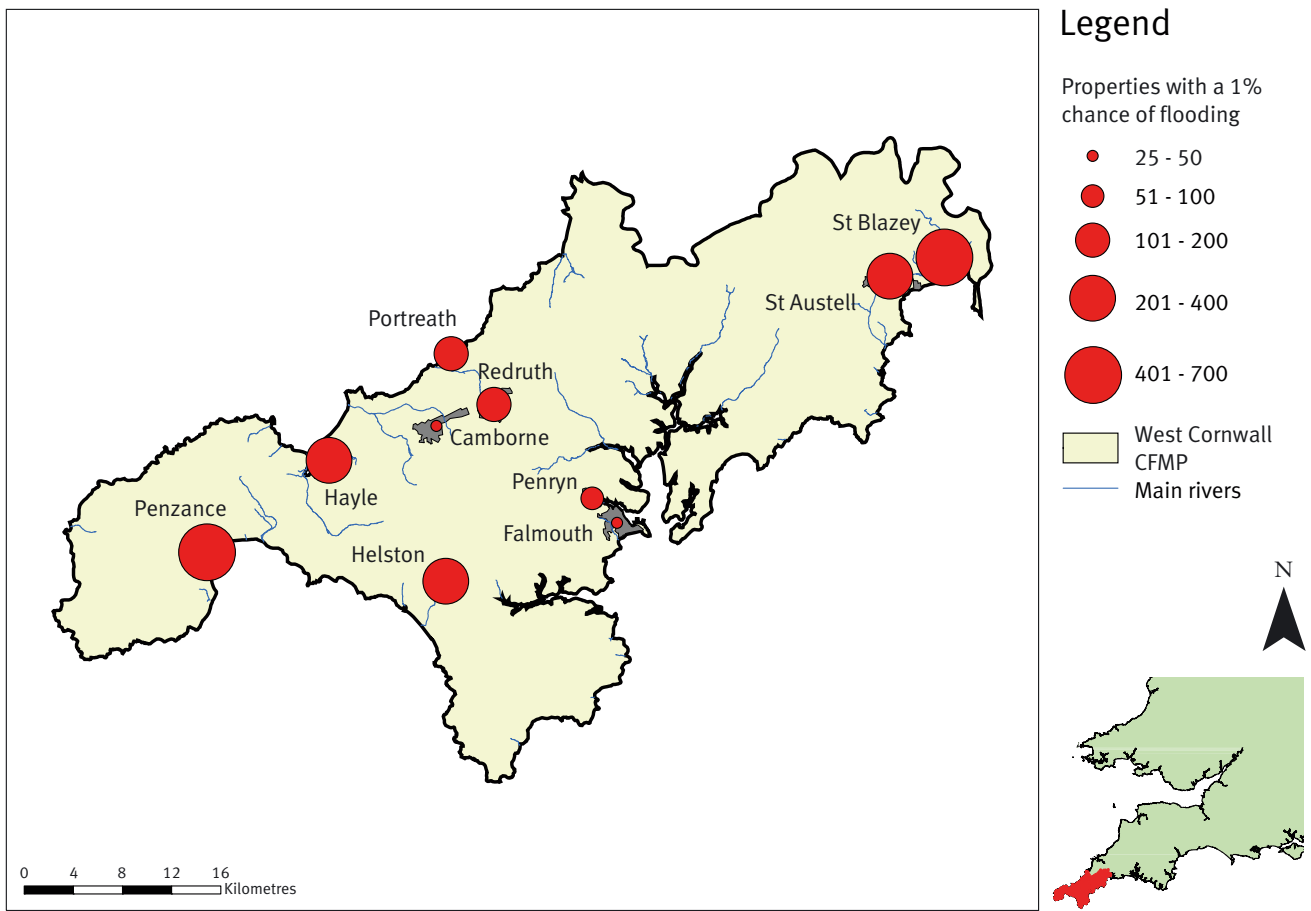 Legend
Properties with a 1%
chance of flooding
25 - 50
51 - 100
101 - 200
201 - 400
401 - 700
West Cornwall
CFMP
Main rivers
N
St Blazey
St Austell
Portreath
Redruth
Camborne
Hayle
Penryn
Penzance
Falmouth
Helston
0 4 8 12 16
Kilometres